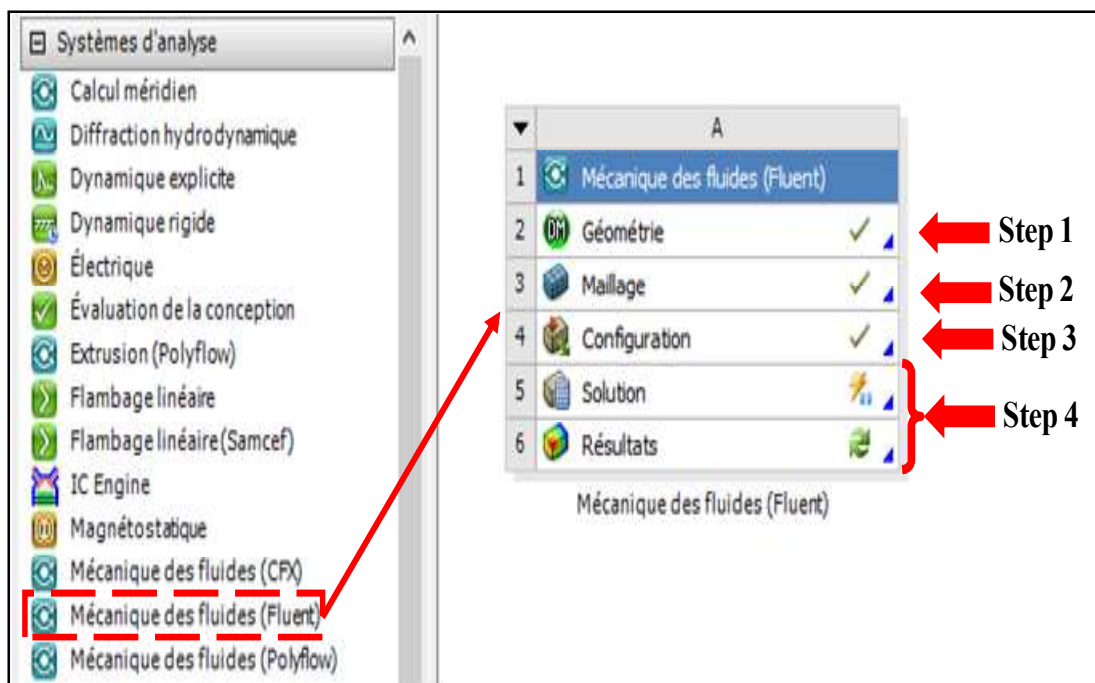 Systèmes d'analyse
Calcul méridien
Diffraction hydrodynamique
Dynamique explicite
Dynamique rigide
Électrique
Évaluation de la conception
Extrusion (Polyflow)
Flambage linéaire
Flambage linéaire (Samcef)
IC Engine
Magnétostatique
Mécanique des fluides (CFX)
Mécanique des fluides (Fluent)
Mécanique des fluides (Polyflow)
A
1 Mécanique des fluides (Fluent)
2 DM Géométrie Step 1
3 Maillage Step 2
4 Configuration Step 3
5 Solution
Step 4
6 Résultats
Mécanique des fluides (Fluent)